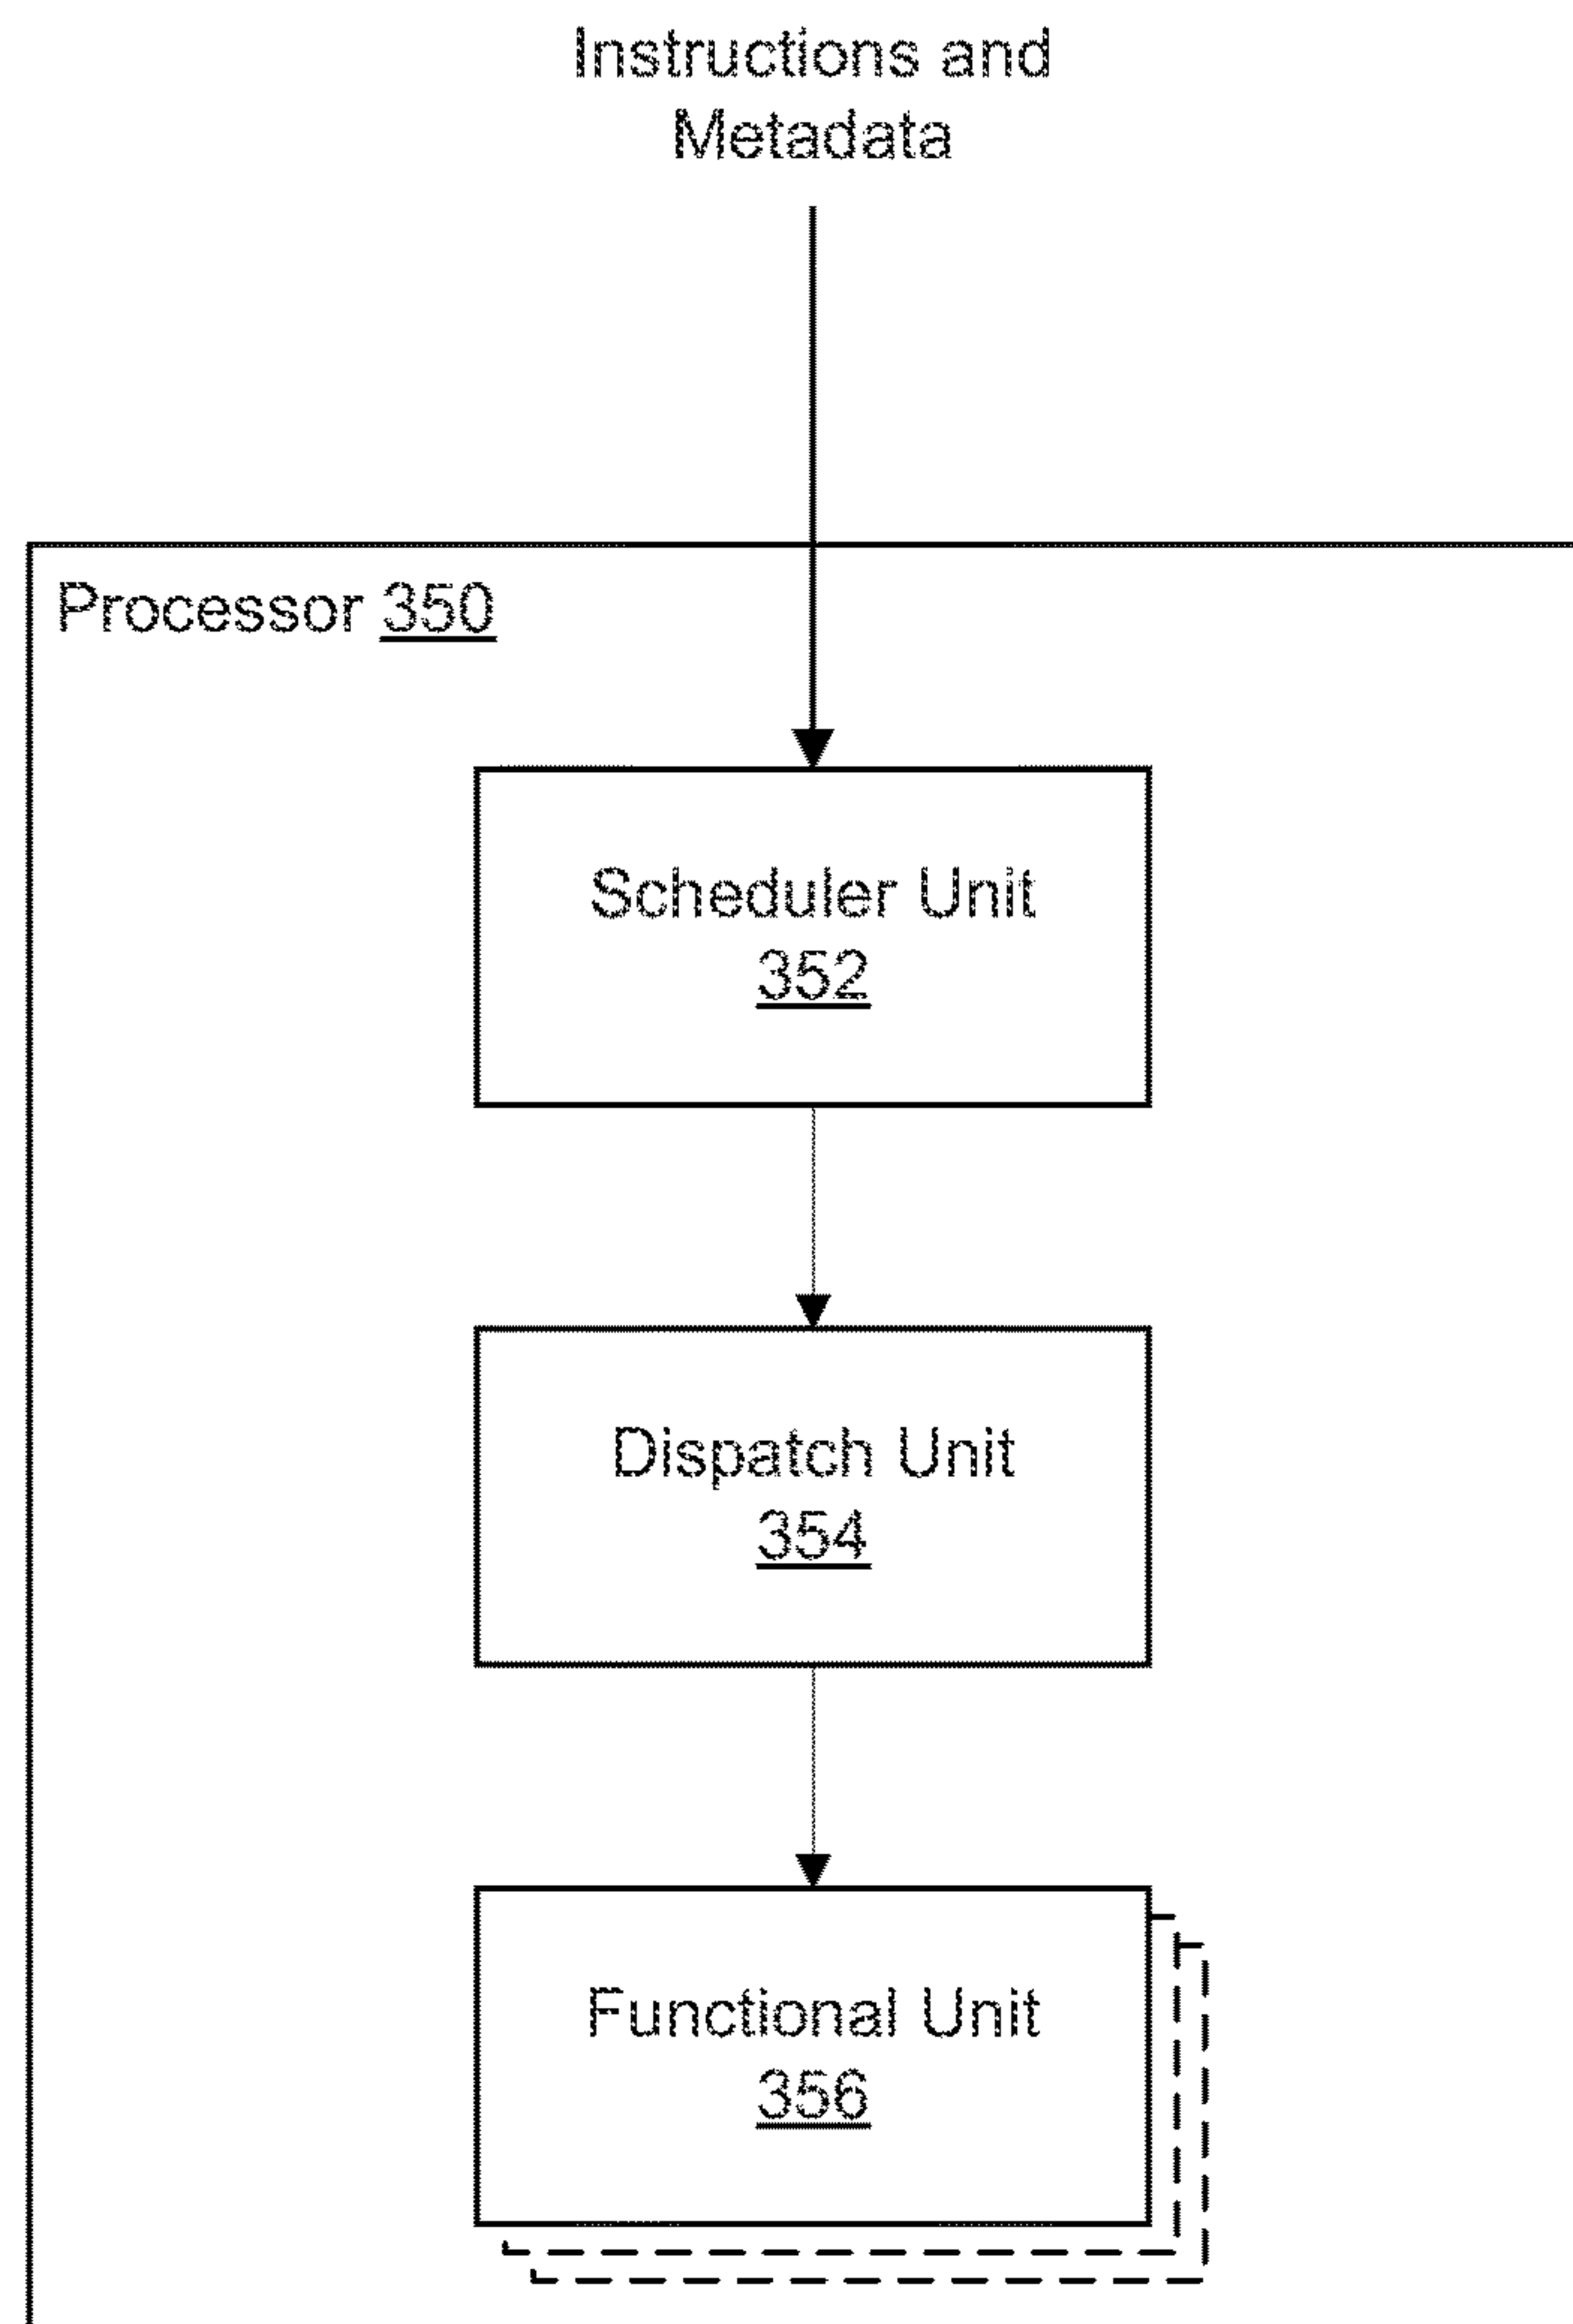 Instructions and
Metadata
Processor 350
Scheduler Unit
352
Dispatch Unit
354
Functional Unit
356